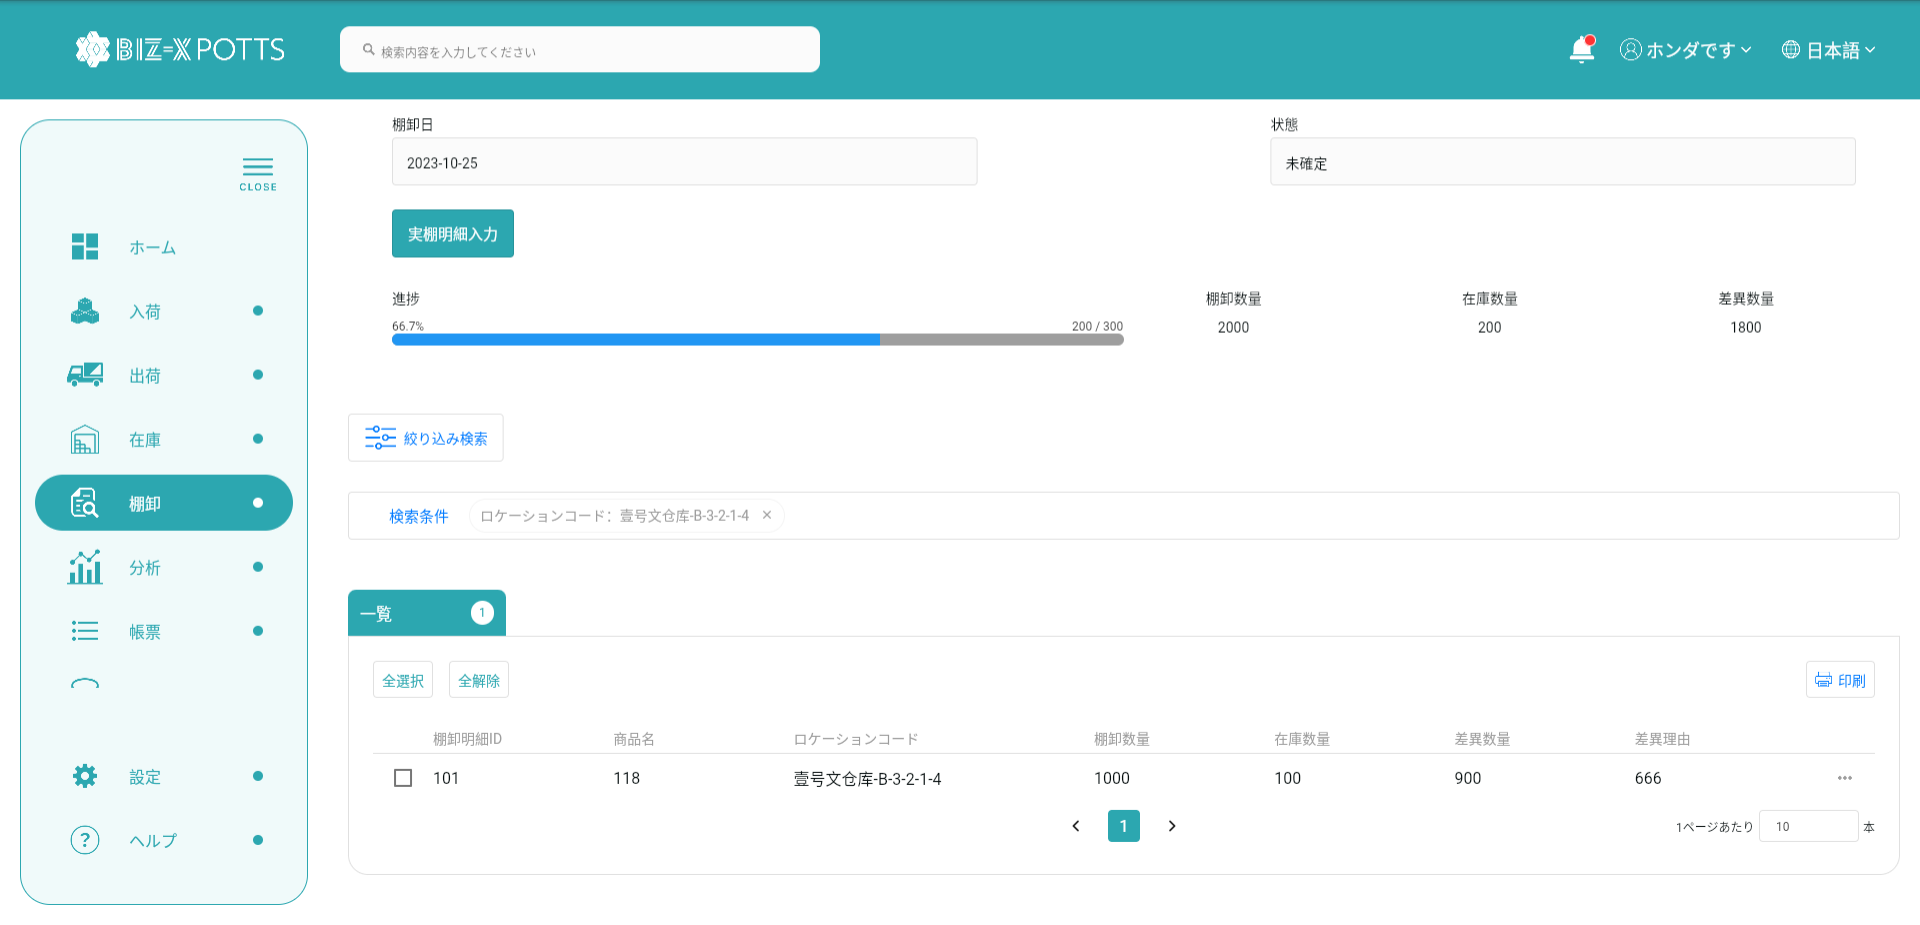 BIZ=X POTTS
検索内容を入力してください
ホンダです
日本語
CLOSE
ホーム
入荷
出荷
在庫
棚卸
分析
帳票
設定
? ヘルプ
棚卸日
2023-10-25
状態
未確定
実棚明細入力
進捗
66.7%
200 / 300
棚卸数量
2000
在庫数量
200
差異数量
1800
絞り込み検索
検索条件 ロケーションコード：壹号文仓库-B-3-2-1-4 ×
一覧 1
全選択 全解除 印刷
棚卸明細ID 商品名 ロケーションコード 棚卸数量 在庫数量 差異数量 差異理由
101 118 壹号文仓库-B-3-2-1-4 1000 100 900 666 ···
1
1ページあたり 10 本